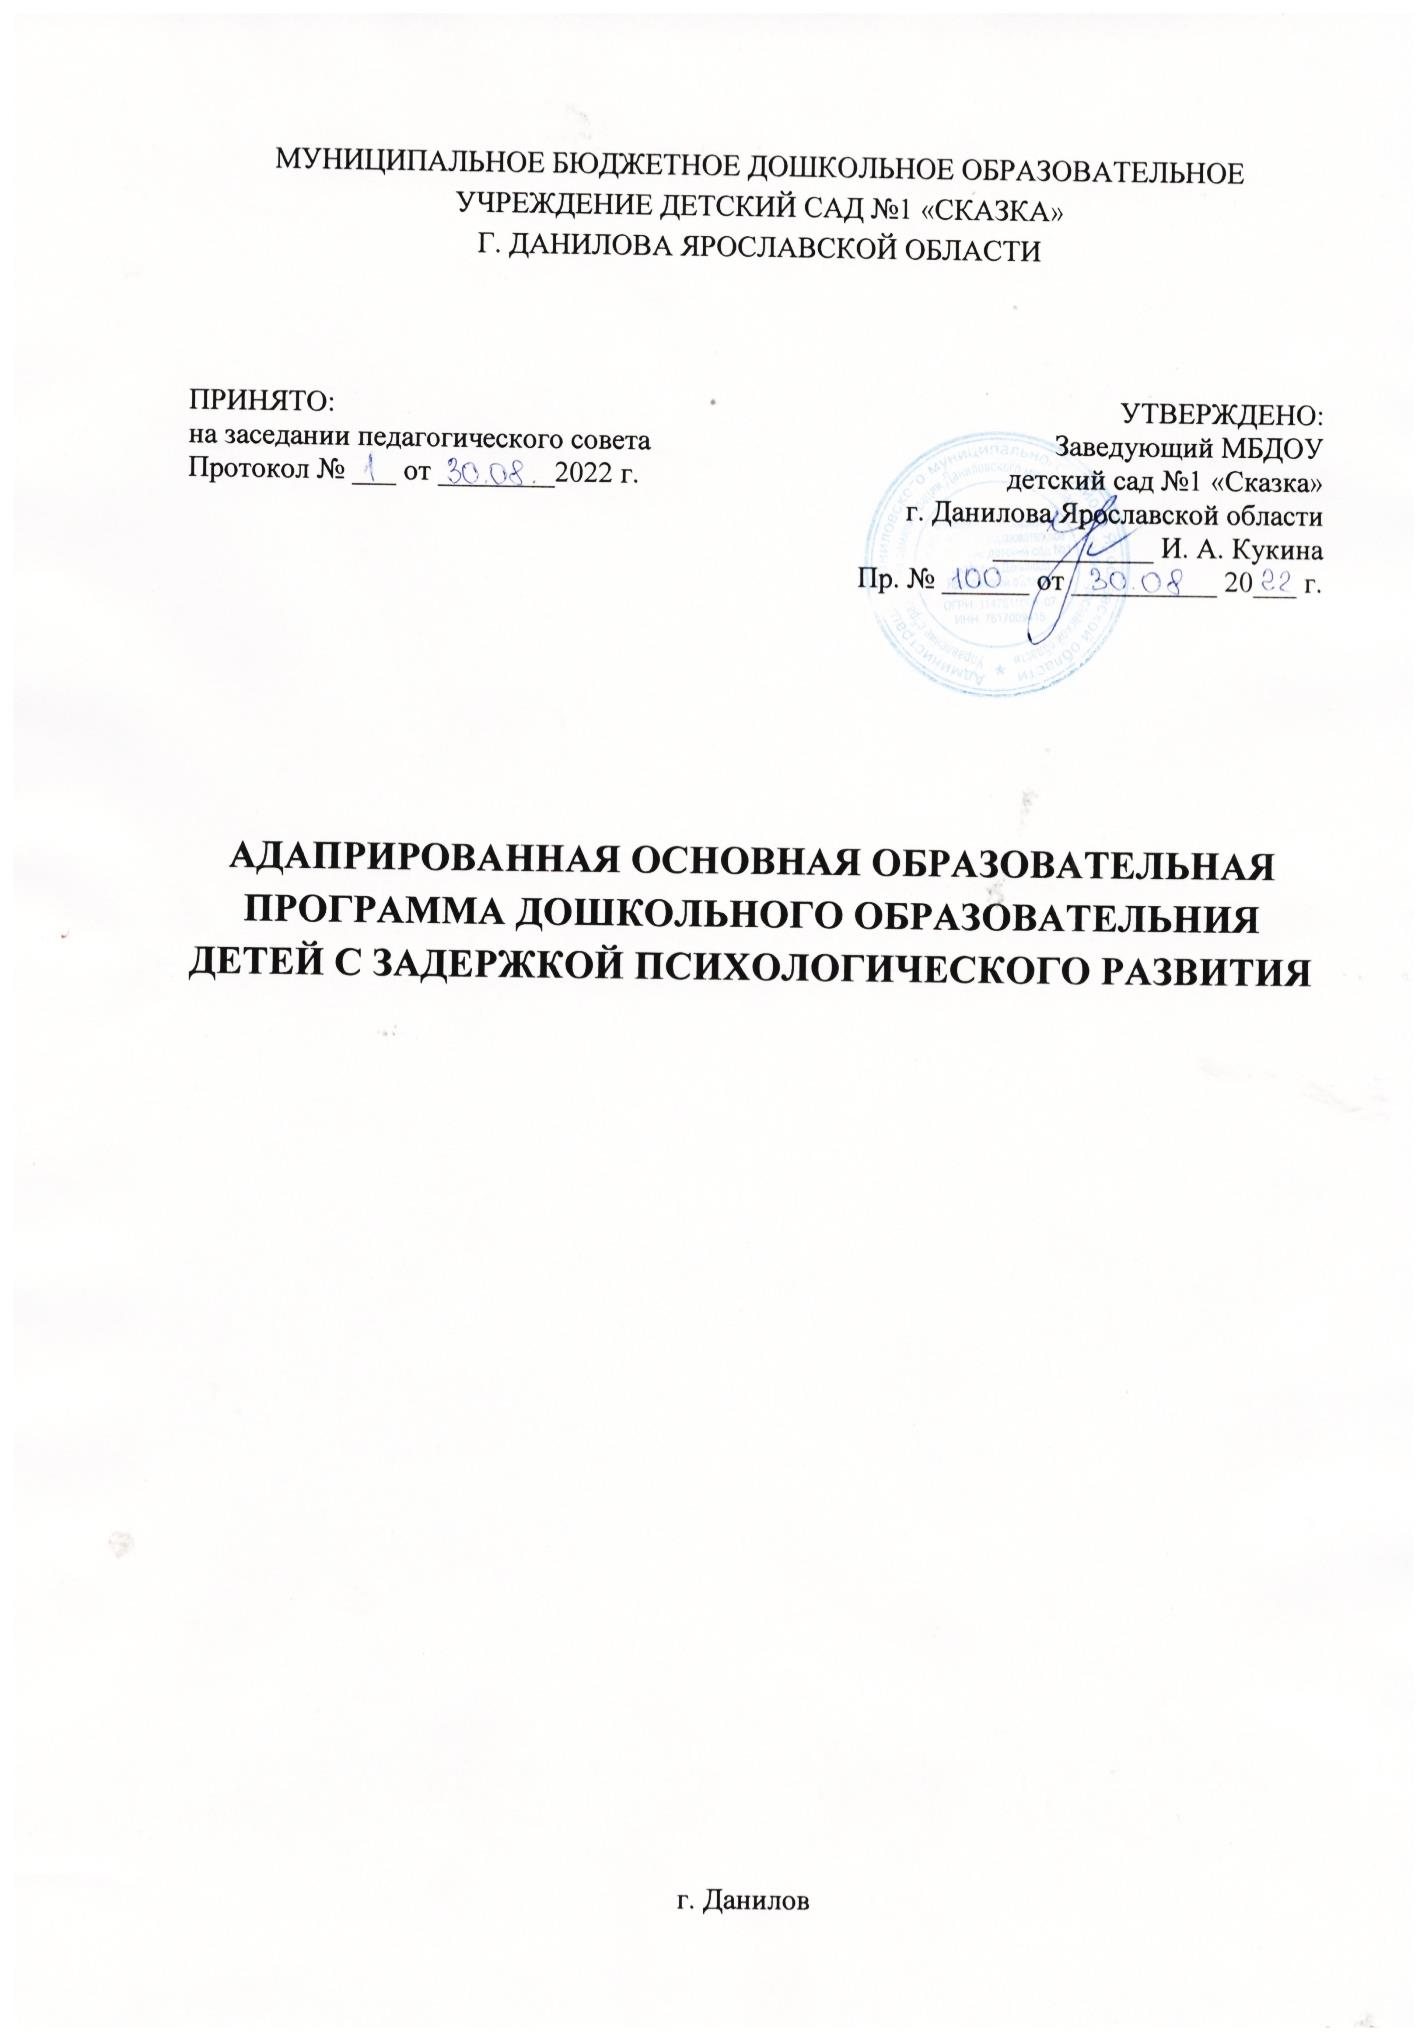 МУНИЦИПАЛЬНОЕ БЮДЖЕТНОЕ ДОШКОЛЬНОЕ ОБРАЗОВАТЕЛЬНОЕ
УЧРЕЖДЕНИЕ ДЕТСКИЙ САД №1 «СКАЗКА»
Г. ДАНИЛОВА ЯРОСЛАВСКОЙ ОБЛАСТИ
ПРИНЯТО:
на заседании педагогического совета
Протокол № 1 от 30.08. 2022 г.
УТВЕРЖДЕНО:
Заведующий МБДОУ
детский сад №1 «Сказка»
г. Данилова Ярославской области
И. А. Кукина
Пр. № 100 от 30.08 2022 г.
АДАПРИРОВАННАЯ ОСНОВНАЯ ОБРАЗОВАТЕЛЬНАЯ
ПРОГРАММА ДОШКОЛЬНОГО ОБРАЗОВАТЕЛЬНИЯ
ДЕТЕЙ С ЗАДЕРЖКОЙ ПСИХОЛОГИЧЕСКОГО РАЗВИТИЯ
г. Данилов